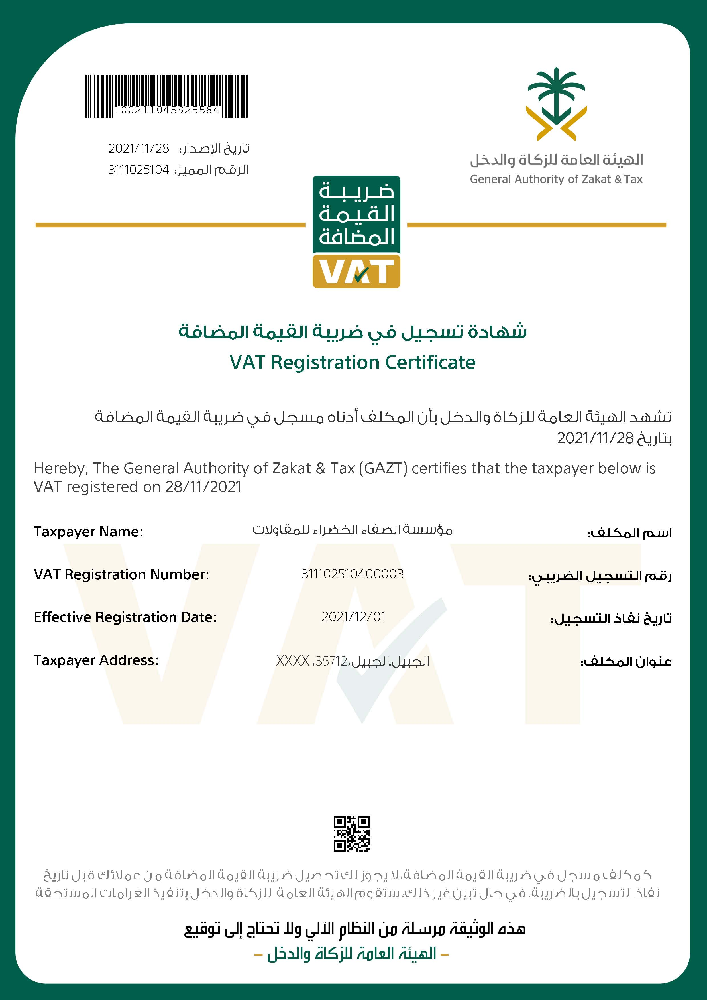 100211045925584
تاريخ الإصدار: 2021/11/28
الرقم المميز: 3111025104
الهيئة العامة للزكاة والدخل
General Authority of Zakat & Tax
ضريبة
القيمة
المضافة
VAT
شهادة تسجيل في ضريبة القيمة المضافة
VAT Registration Certificate
تشهد الهيئة العامة للزكاة والدخل بأن المكلف أدناه مسجل في ضريبة القيمة المضافة
بتاريخ 2021/11/28
Hereby, The General Authority of Zakat & Tax (GAZT) certifies that the taxpayer below is
VAT registered on 28/11/2021
Taxpayer Name: مؤسسة الصفاء الخضراء للمقاولات اسم المكلف:
VAT Registration Number: 311102510400003 رقم التسجيل الضريبي:
Effective Registration Date: 2021/12/01 تاريخ نفاذ التسجيل:
Taxpayer Address: الجبيل،الجبيل،35712، XXXX عنوان المكلف:
VAT
كمكلف مسجل في ضريبة القيمة المضافة، لا يجوز لك تحصيل ضريبة القيمة المضافة من عملائك قبل تاريخ
نفاذ التسجيل بالضريبة. في حال تبين غير ذلك، ستقوم الهيئة العامة للزكاة والدخل بتنفيذ الغرامات المستحقة
هذه الوثيقة مرسلة من النظام الآلي ولا تحتاج إلى توقيع
– الهيئة العامة للزكاة والدخل –